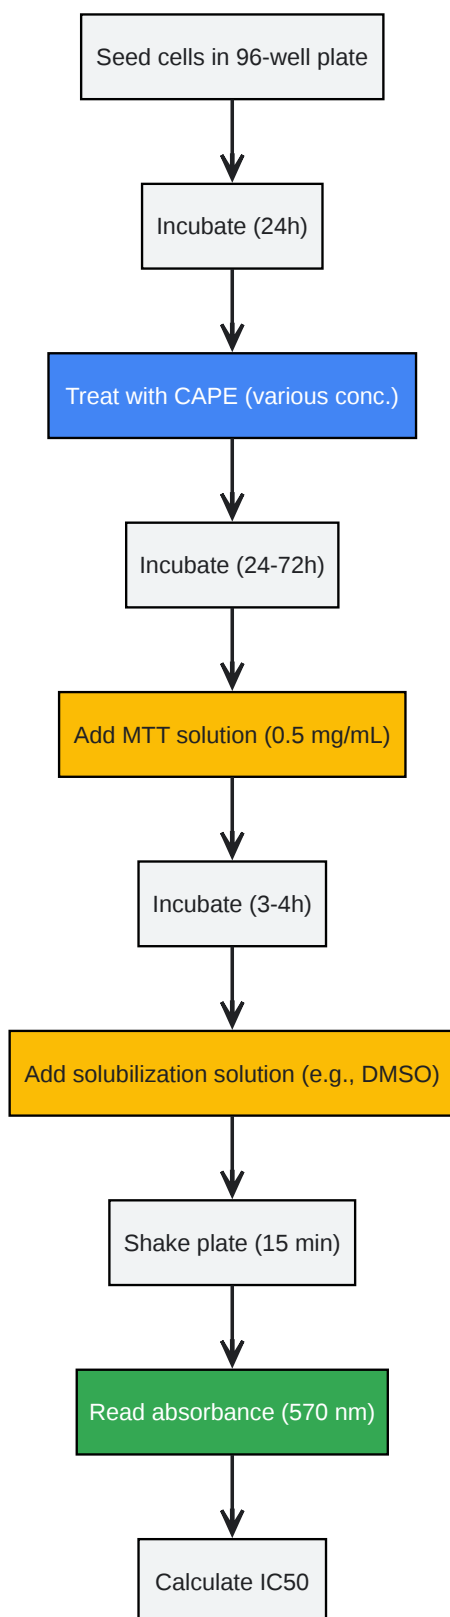 Seed cells in 96-well plate
Incubate (24h)
Treat with CAPE (various conc.)
Incubate (24-72h)
Add MTT solution (0.5 mg/mL)
Incubate (3-4h)
Add solubilization solution (e.g., DMSO)
Shake plate (15 min)
Read absorbance (570 nm)
Calculate IC50